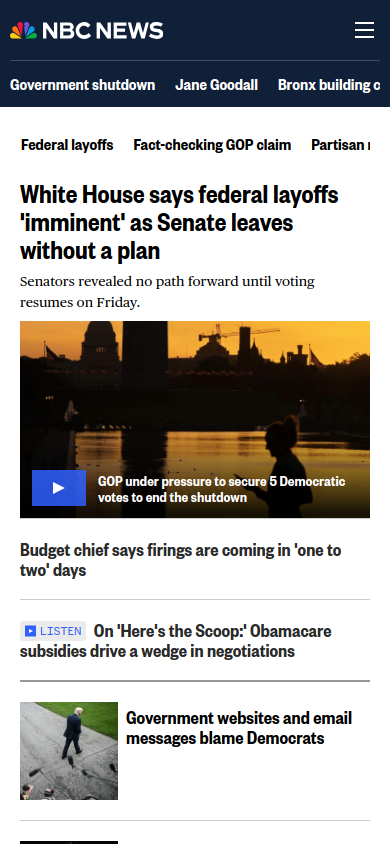 NBC NEWS
Government shutdown
Jane Goodall
Bronx building
Federal layoffs
Fact-checking GOP claim
Partisan
White House says federal layoffs
'imminent' as Senate leaves
without a plan
Senators revealed no path forward until voting
resumes on Friday.
GOP under pressure to secure 5 Democratic
votes to end the shutdown
Budget chief says firings are coming in 'one to
two' days
LISTEN On 'Here's the Scoop:' Obamacare
subsidies drive a wedge in negotiations
Government websites and email
messages blame Democrats